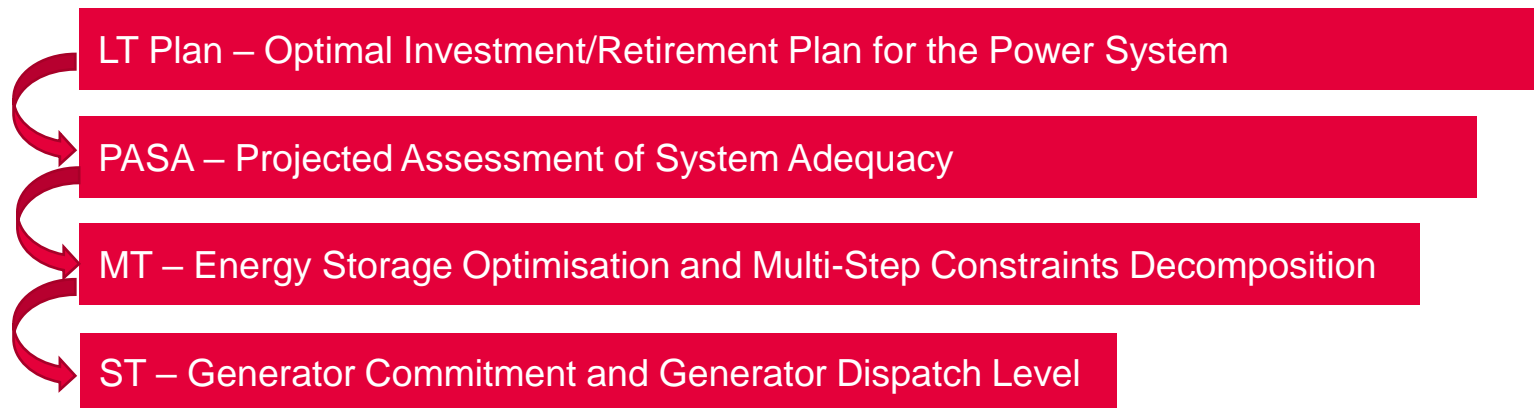 LT Plan – Optimal Investment/Retirement Plan for the Power System
PASA – Projected Assessment of System Adequacy
MT – Energy Storage Optimisation and Multi-Step Constraints Decomposition
ST – Generator Commitment and Generator Dispatch Level